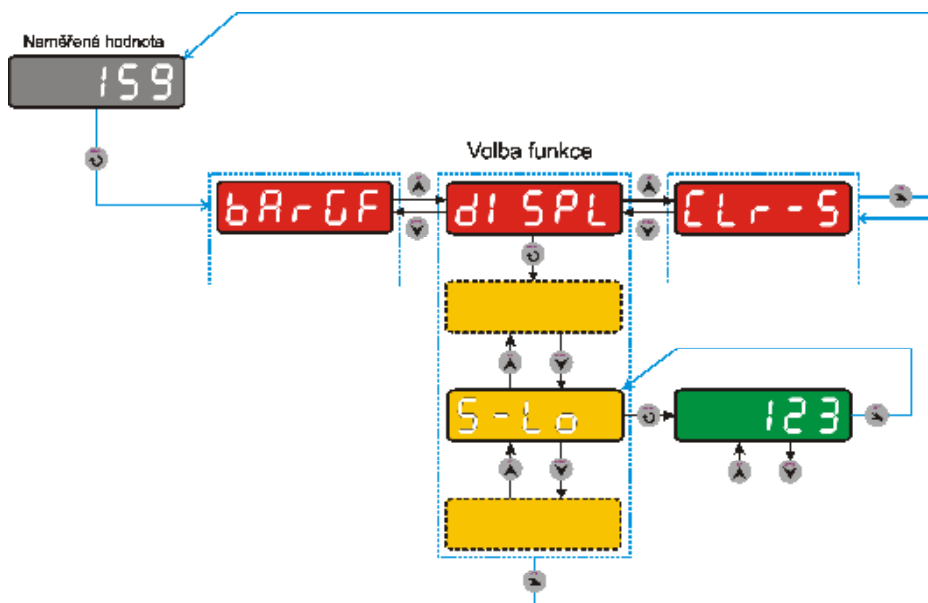 Naměřená hodnota
159
Volba funkce
bArGF
dISPL
CLr-S
S-Lo
123